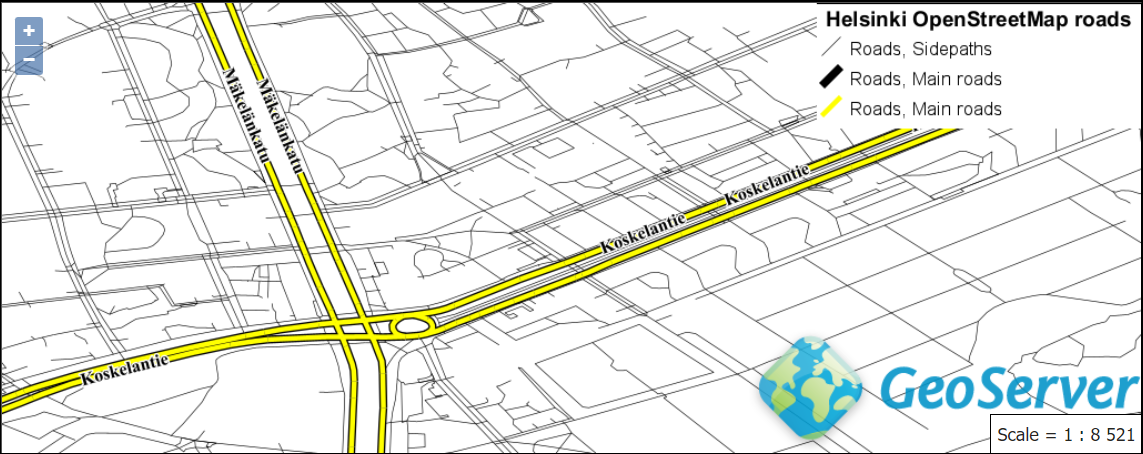 +
−
Helsinki OpenStreetMap roads
Roads, Sidepaths
Roads, Main roads
Roads, Main roads
Mäkelänkatu
Mäkelänkatu
Koskelantie
Koskelantie
Koskelantie
GeoServer
Scale = 1 : 8 521